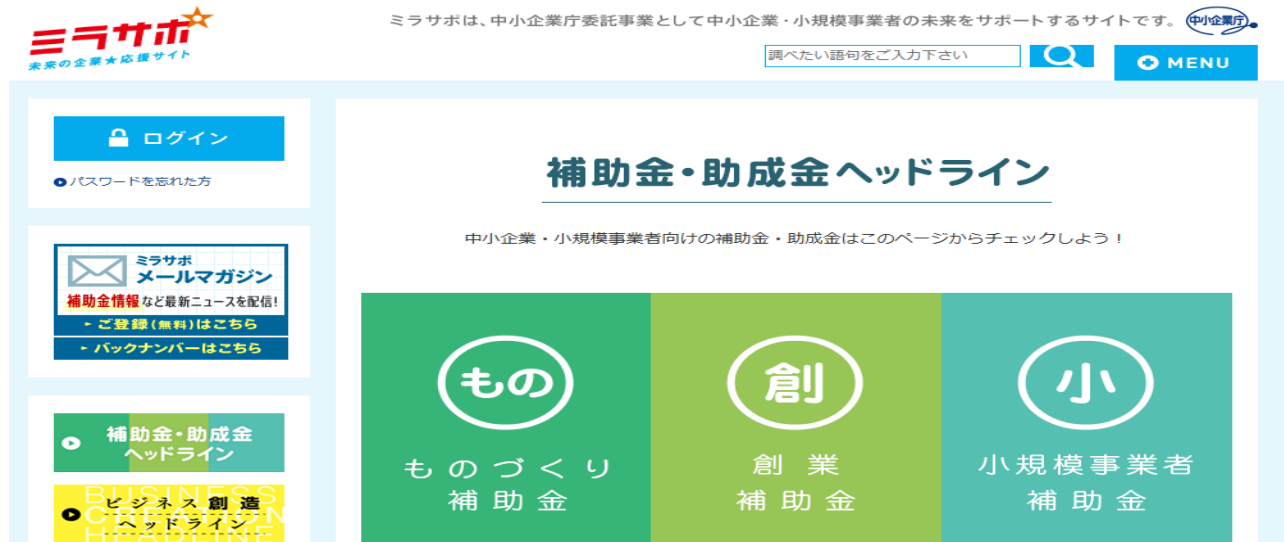 ミラサポ
未来の企業★応援サイト
ミラサポは、中小企業庁委託事業として中小企業・小規模事業者の未来をサポートするサイトです。
中小企業庁
調べたい語句をご入力下さい
MENU
ログイン
パスワードを忘れた方
ミラサポ
メールマガジン
補助金情報など最新ニュースを配信!
ご登録(無料)はこちら
バックナンバーはこちら
補助金・助成金
ヘッドライン
BUSINESS
CREATION
HEADLINE
ビジネス創造
ヘッドライン
補助金・助成金ヘッドライン
中小企業・小規模事業者向けの補助金・助成金はこのページからチェックしよう!
もの
ものづくり
補助金
創
創業
補助金
小
小規模事業者
補助金